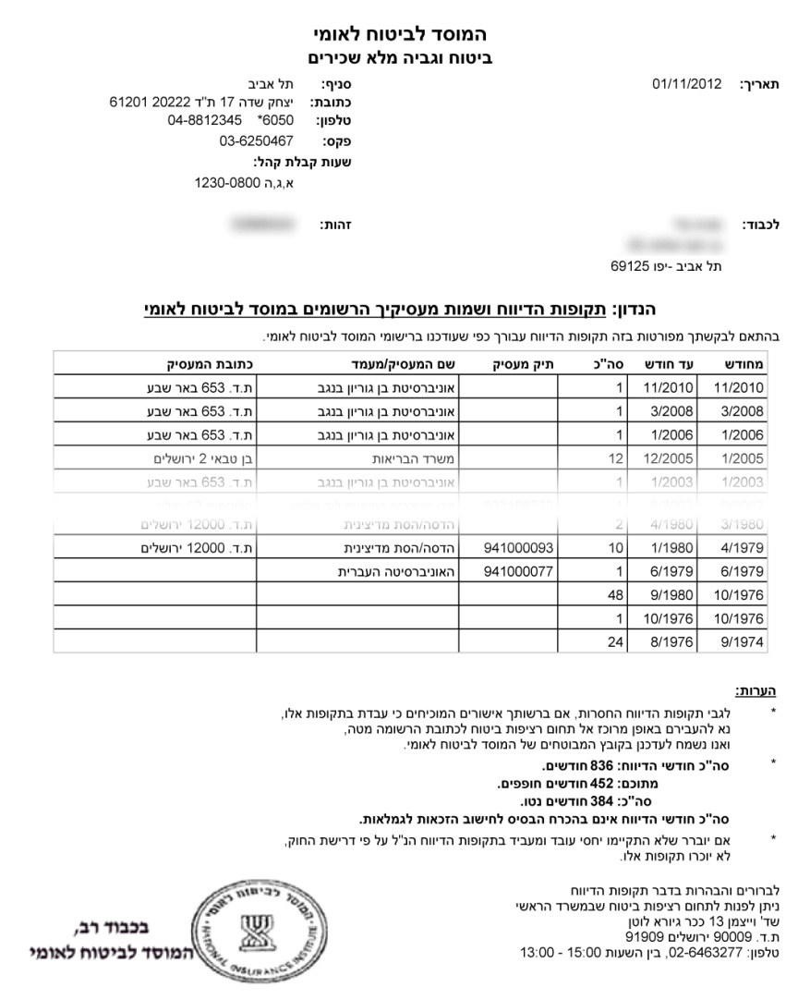 המוסד לביטוח לאומי
ביטוח וגביה מלא שכירים
תאריך: 01/11/2012
סניף: תל אביב
כתובת: יצחק שדה 17 ת"ד 20222 61201
טלפון: 6050* 04-8812345
פקס: 03-6250467
שעות קבלת קהל:
א,ג,ה 1230-0800
לכבוד:
זהות:
תל אביב -יפו 69125
הנדון: תקופות הדיווח ושמות מעסיקיך הרשומים במוסד לביטוח לאומי
בהתאם לבקשתך מפורטות בזה תקופות הדיווח עבורך כפי שעודכנו ברישומי המוסד לביטוח לאומי.
מחודש עד חודש סה"כ תיק מעסיק שם המעסיק/מעמד כתובת המעסיק
11/2010 11/2010 1 אוניברסיטת בן גוריון בנגב ת.ד. 653 באר שבע
3/2008 3/2008 1 אוניברסיטת בן גוריון בנגב ת.ד. 653 באר שבע
1/2006 1/2006 1 אוניברסיטת בן גוריון בנגב ת.ד. 653 באר שבע
1/2005 12/2005 12 משרד הבריאות בן טבאי 2 ירושלים
1/2003 1/2003 1 אוניברסיטת בן גוריון בנגב ת.ד. 653 באר שבע
3/1980 4/1980 2 הדסה/הסת מדיצינית ת.ד. 12000 ירושלים
4/1979 1/1980 10 941000093 הדסה/הסת מדיצינית ת.ד. 12000 ירושלים
6/1979 6/1979 1 941000077 האוניברסיטה העברית
10/1976 9/1980 48
10/1976 10/1976 1
9/1974 8/1976 24
הערות:
* לגבי תקופות הדיווח החסרות, אם ברשותך אישורים המוכיחים כי עבדת בתקופות אלו,
נא להעבירם באופן מרוכז אל תחום רציפות ביטוח לכתובת הרשומה מטה,
ואנו נשמח לעדכנן בקובץ המבוטחים של המוסד לביטוח לאומי.
* סה"כ חודשי הדיווח: 836 חודשים.
מתוכם: 452 חודשים חופפים.
סה"כ: 384 חודשים נטו.
סה"כ חודשי הדיווח אינם בהכרח הבסיס לחישוב הזכאות לגמלאות.
* אם יוברר שלא התקיימו יחסי עובד ומעביד בתקופות הדיווח הנ"ל על פי דרישת החוק,
לא יוכרו תקופות אלו.
לברורים והבהרות בדבר תקופות הדיווח
ניתן לפנות לתחום רציפות ביטוח שבמשרד הראשי
שד' וייצמן 13 ככר גיורא לוטן
ת.ד. 90009 ירושלים 91909
טלפון: 02-6463277, בין השעות 15:00 - 13:00
המוסד לביטוח לאומי
NATIONAL INSURANCE INSTITUTE
בכבוד רב,
המוסד לביטוח לאומי